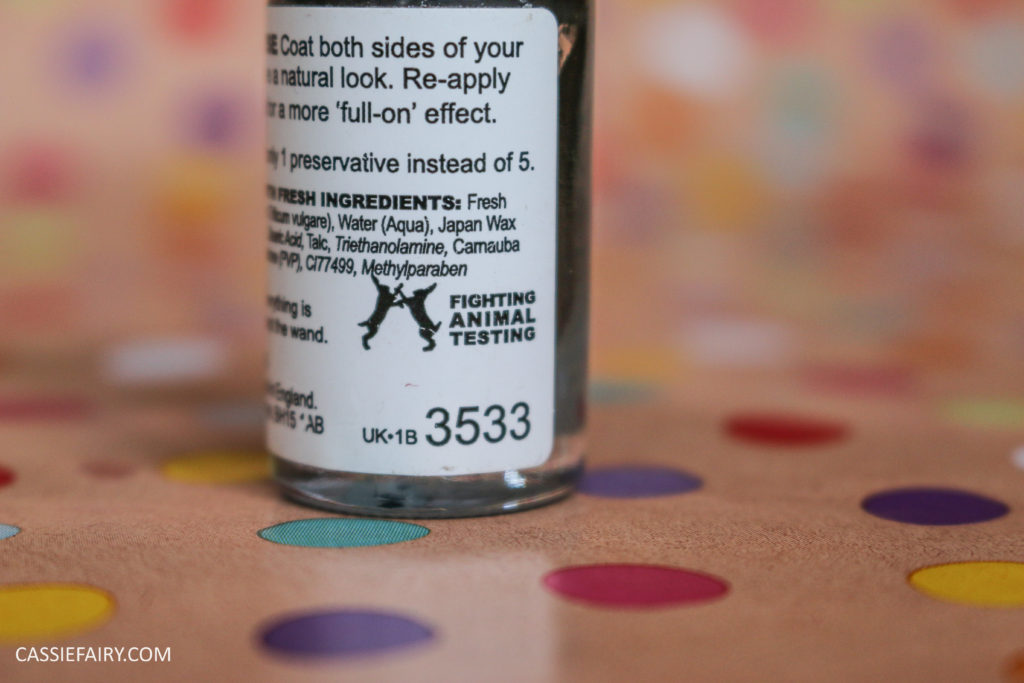 Coat both sides of your
a natural look. Re-apply
a more 'full-on' effect.
1 preservative instead of 5.
FRESH INGREDIENTS: Fresh
vulgare), Water (Aqua), Japan Wax
Acid, Talc, Triethanolamine, Carnauba
(PVP), CI77499, Methylparaben
is
the wand.
FIGHTING
ANIMAL
TESTING
England.
UK•1B 3533
CASSIEFAIRY.COM